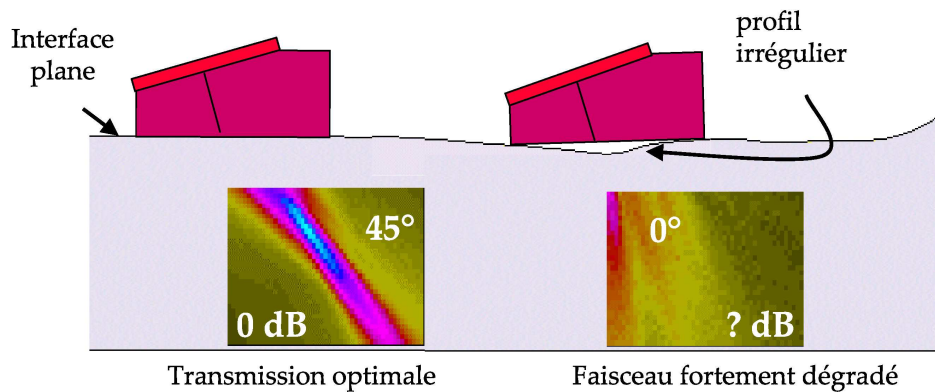 Interface
plane
profil
irrégulier
45°
0 dB
0°
? dB
Transmission optimale
Faisceau fortement dégradé